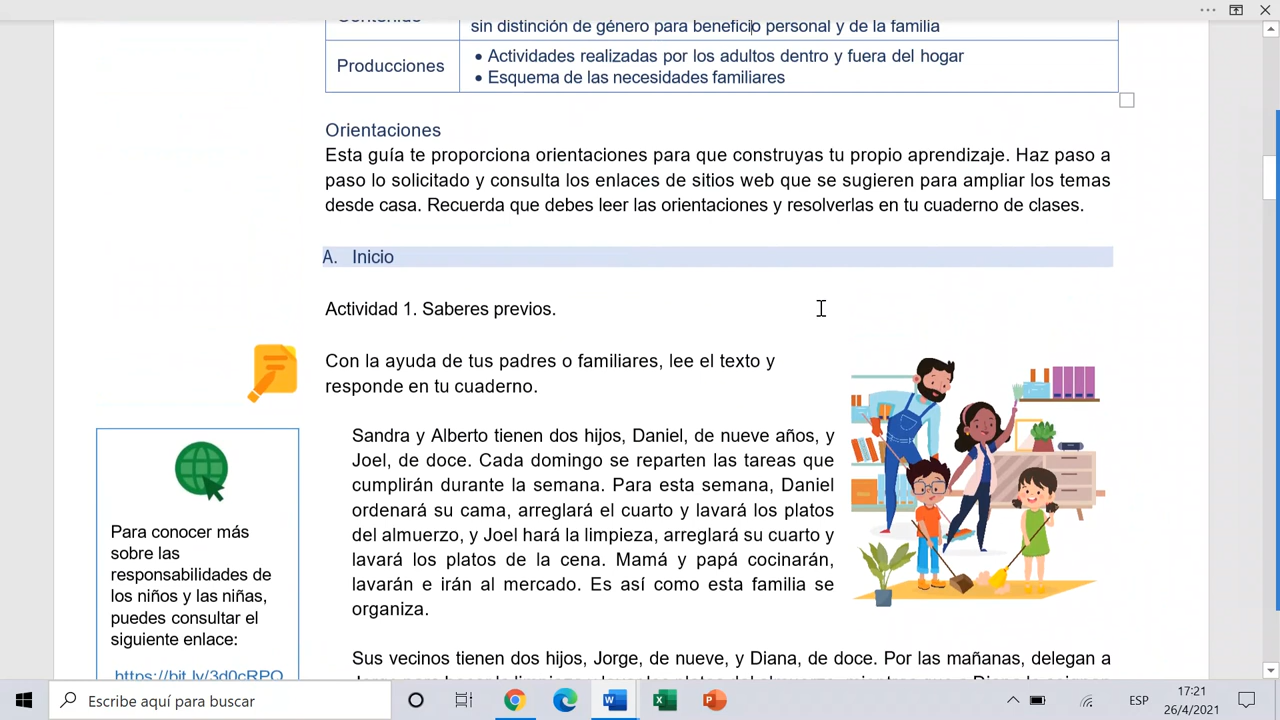 sin distinción de género para beneficio personal y de la familia
Producciones
• Actividades realizadas por los adultos dentro y fuera del hogar
• Esquema de las necesidades familiares
Orientaciones
Esta guía te proporciona orientaciones para que construyas tu propio aprendizaje. Haz paso a
paso lo solicitado y consulta los enlaces de sitios web que se sugieren para ampliar los temas
desde casa. Recuerda que debes leer las orientaciones y resolverlas en tu cuaderno de clases.
A. Inicio
Actividad 1. Saberes previos.
Con la ayuda de tus padres o familiares, lee el texto y
responde en tu cuaderno.
Sandra y Alberto tienen dos hijos, Daniel, de nueve años, y
Joel, de doce. Cada domingo se reparten las tareas que
cumplirán durante la semana. Para esta semana, Daniel
ordenará su cama, arreglará el cuarto y lavará los platos
del almuerzo, y Joel hará la limpieza, arreglará su cuarto y
lavará los platos de la cena. Mamá y papá cocinarán,
lavarán e irán al mercado. Es así como esta familia se
organiza.
Para conocer más
sobre las
responsabilidades de
los niños y las niñas,
puedes consultar el
siguiente enlace:
https://bit.ly/3d0cRPO
Sus vecinos tienen dos hijos, Jorge, de nueve, y Diana, de doce. Por las mañanas, delegan a
Escribe aquí para buscar
ESP
17:21
26/4/2021